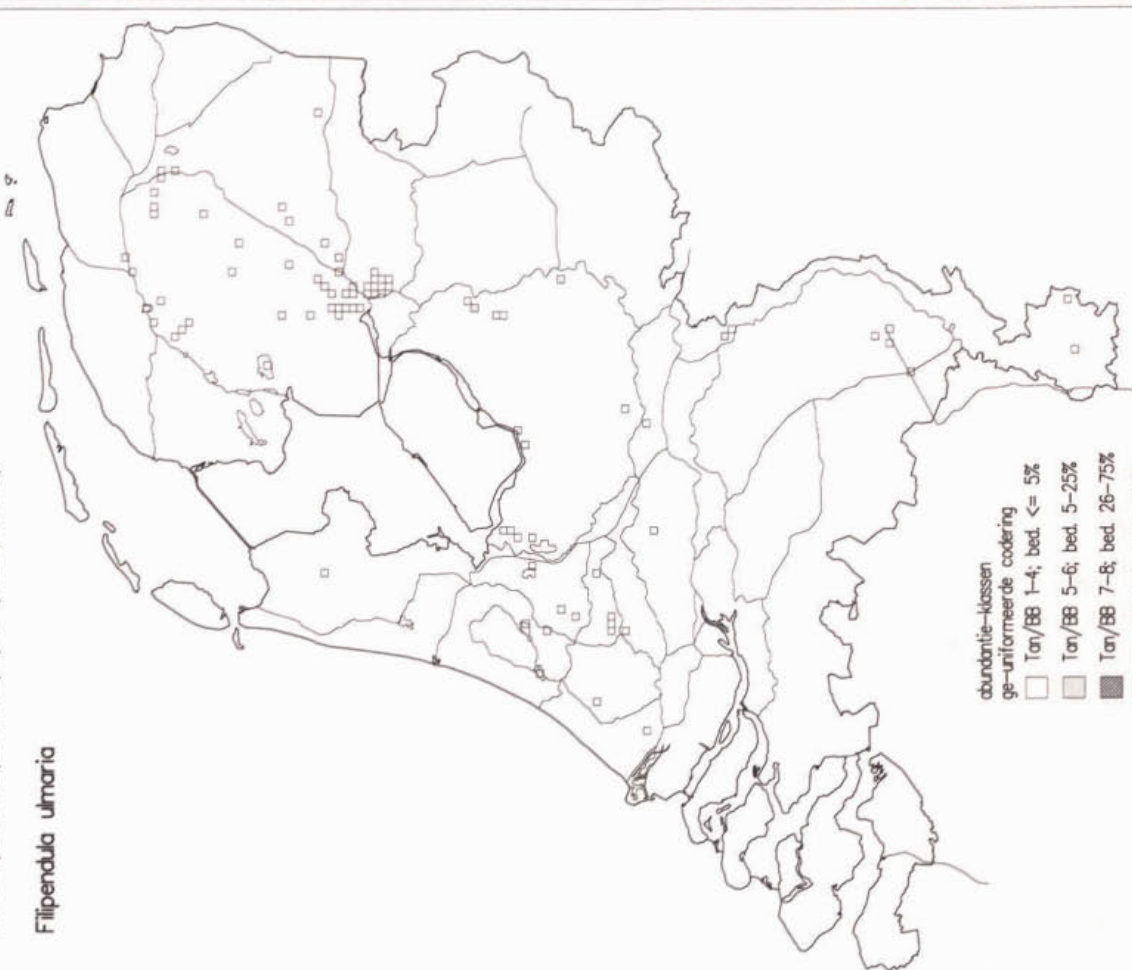 Filipendula ulmaria
abundantie-klassen
ge-uniformeerde codering
Tan/BB 1-4; bed. <= 5%
Tan/BB 5-6; bed. 5-25%
Tan/BB 7-8; bed. 26-75%